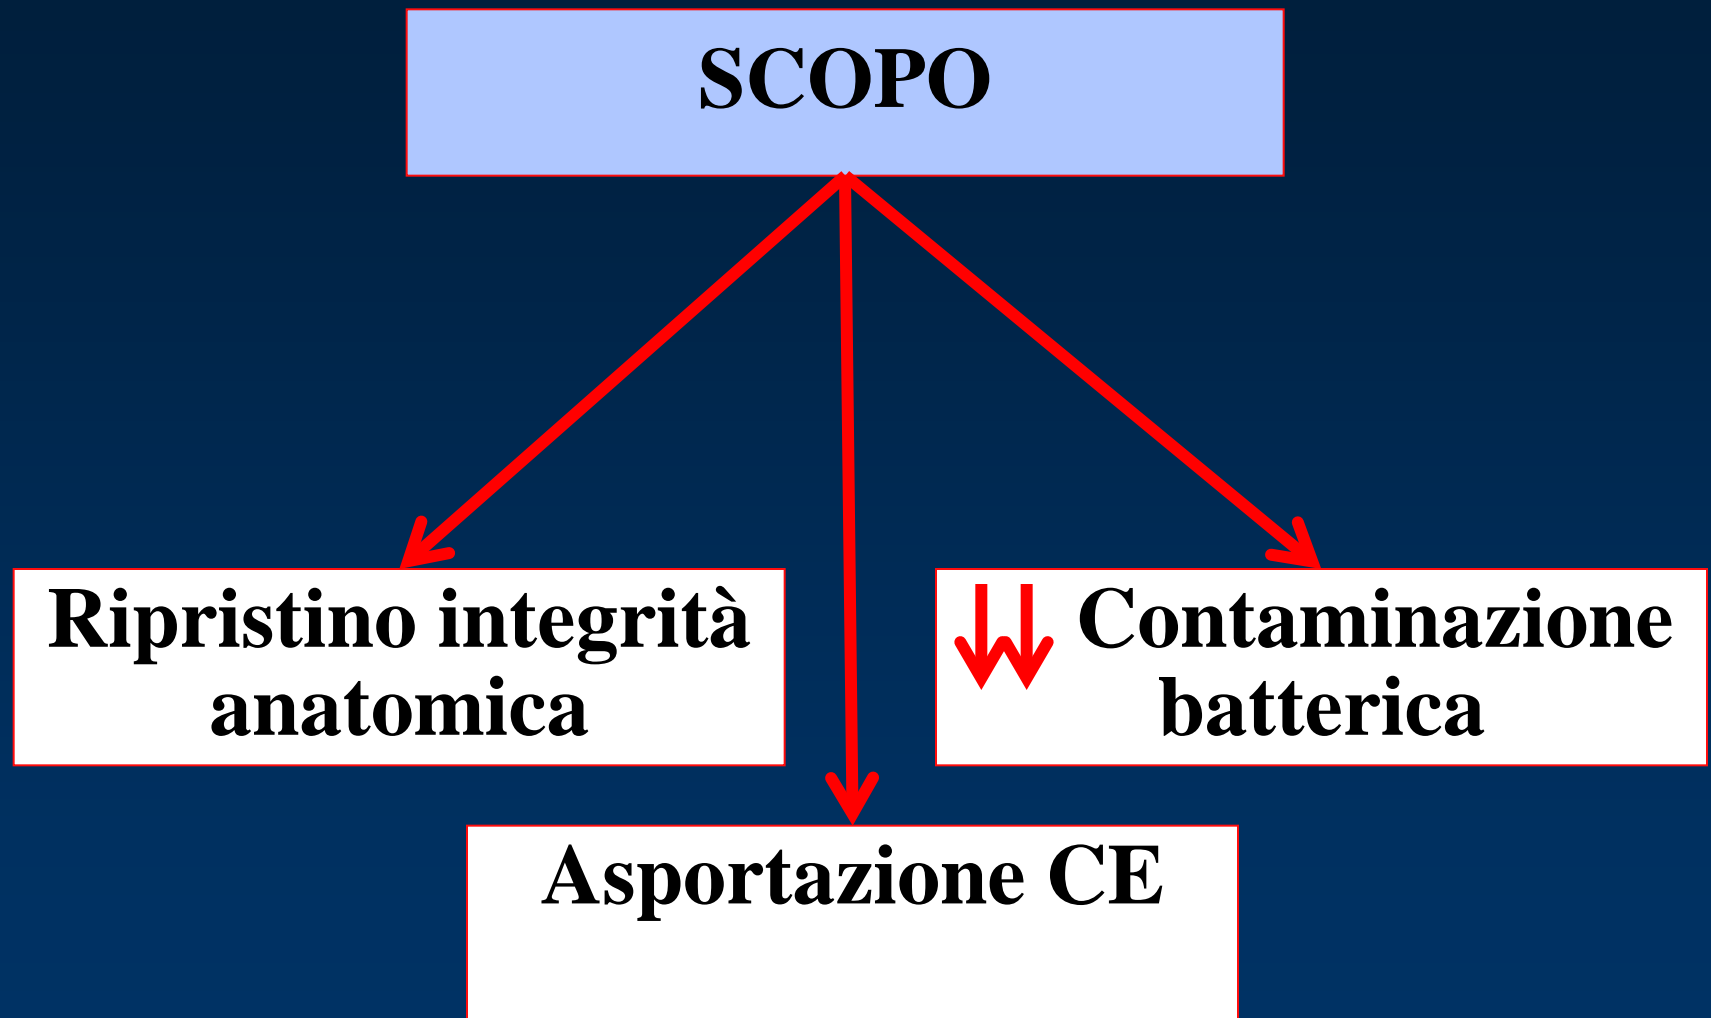 SCOPO
Ripristino integrità
anatomica
Contaminazione
batterica
Asportazione CE